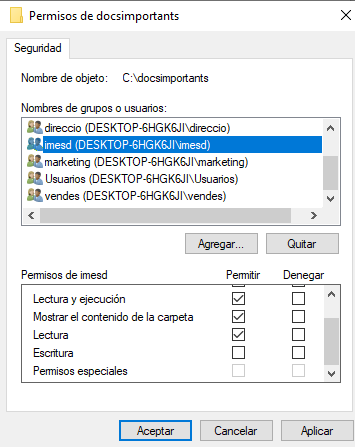 Permisos de docsimportants
Seguridad
Nombre de objeto: C:\docsimportants
Nombres de grupos o usuarios:
direccio (DESKTOP-6HGK6JI\direccio)
imesd (DESKTOP-6HGK6JI\imesd)
marketing (DESKTOP-6HGK6JI\marketing)
Usuarios (DESKTOP-6HGK6JI\Usuarios)
vendes (DESKTOP-6HGK6JI\vendes)
Agregar... Quitar
Permisos de imesd Permitir Denegar
Lectura y ejecución
Mostrar el contenido de la carpeta
Lectura
Escritura
Permisos especiales
Aceptar Cancelar Aplicar